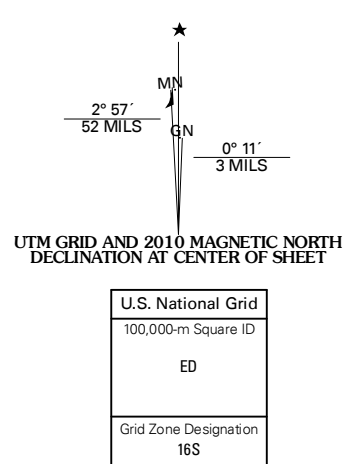 ★
MN
2° 57´
52 MILS
GN
0° 11´
3 MILS
UTM GRID AND 2010 MAGNETIC NORTH
DECLINATION AT CENTER OF SHEET
U.S. National Grid
100,000-m Square ID
ED
Grid Zone Designation
16S